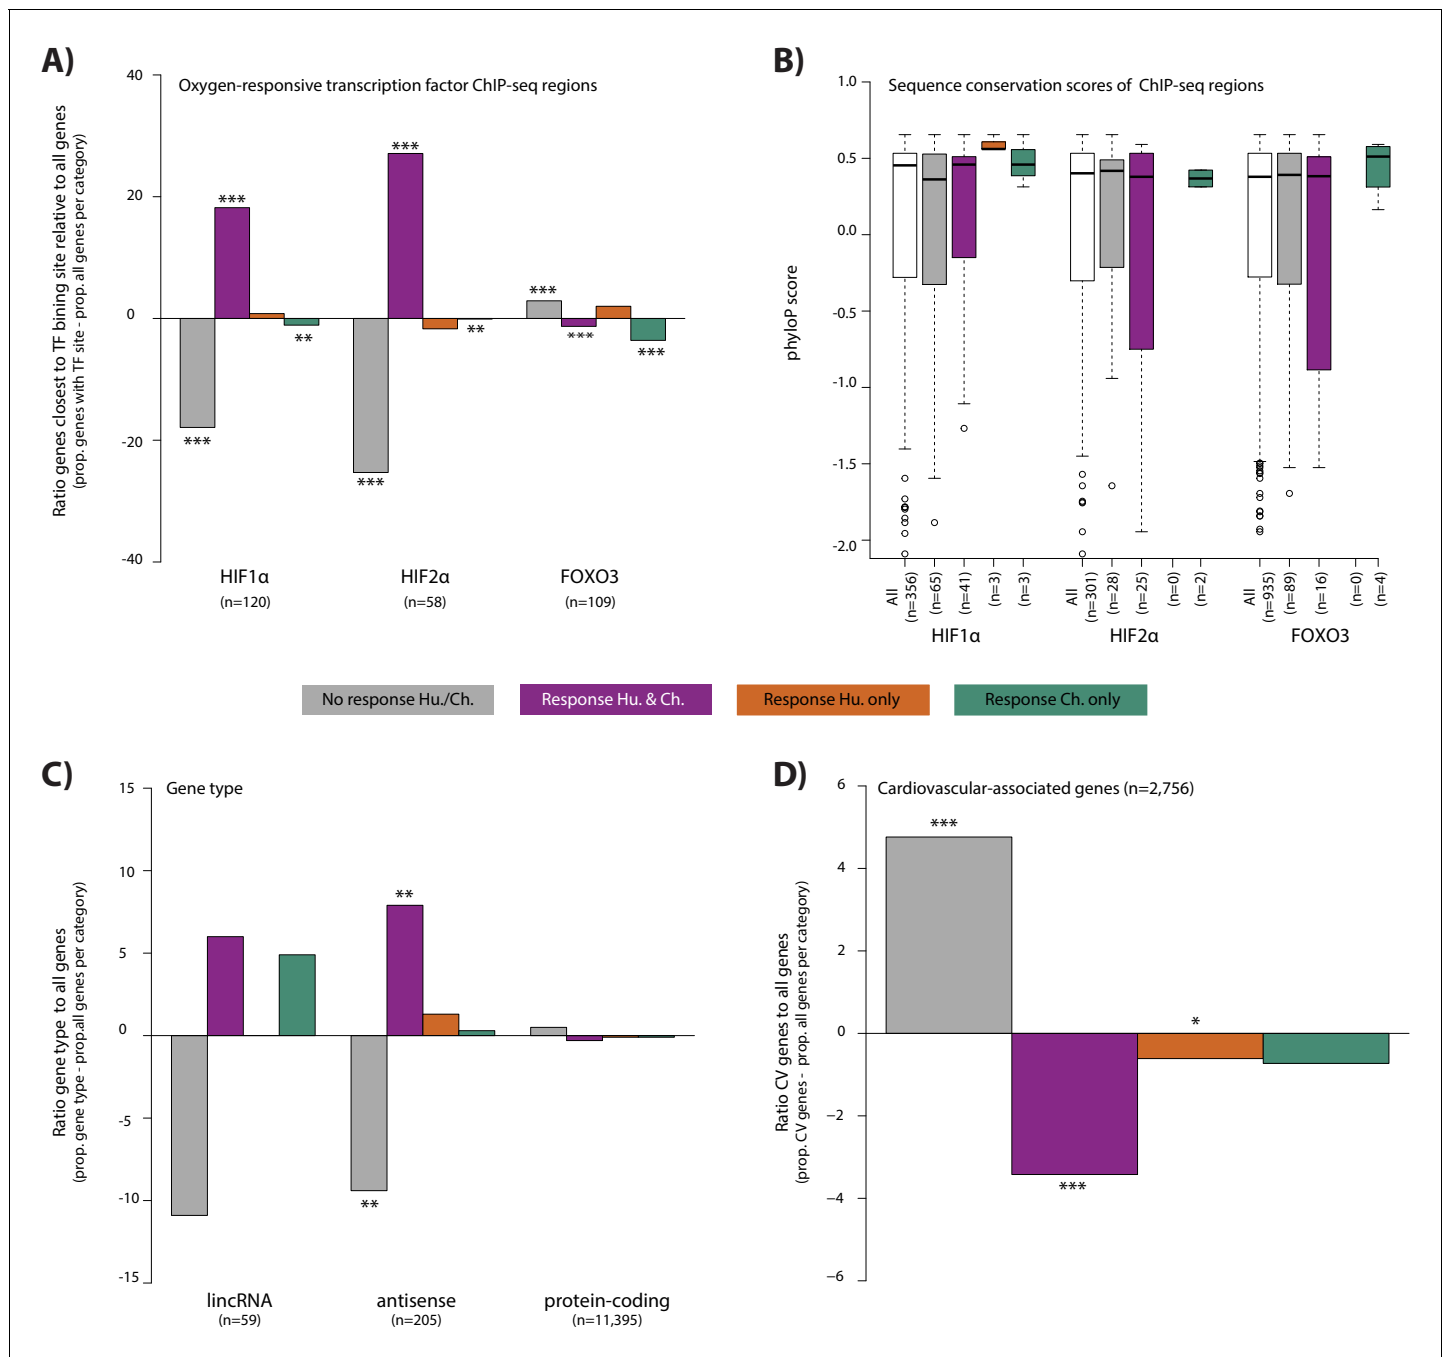 A)
Oxygen-responsive transcription factor ChIP-seq regions
Ratio genes closest to TF bining site relative to all genes
(prop. genes with TF site - prop. all genes per category)
40
20
0
-20
-40
***
***
**
***
***
**
***
***
***
HIF1α
(n=120)
HIF2α
(n=58)
FOXO3
(n=109)
B)
Sequence conservation scores of ChIP-seq regions
phyloP score
1.0
0.5
0.0
-0.5
-1.0
-1.5
-2.0
All
(n=356)
(n=65)
(n=41)
(n=3)
(n=3)
All
(n=301)
(n=28)
(n=25)
(n=0)
(n=2)
All
(n=935)
(n=89)
(n=16)
(n=0)
(n=4)
HIF1α
HIF2α
FOXO3
No response Hu./Ch.
Response Hu. & Ch.
Response Hu. only
Response Ch. only
C)
Gene type
Ratio gene type to all genes
(prop. gene type - prop.all genes per category)
15
10
5
0
-5
-10
-15
**
**
lincRNA
(n=59)
antisense
(n=205)
protein-coding
(n=11,395)
D)
Cardiovascular-associated genes (n=2,756)
Ratio CV genes to all genes
(prop. CV genes - prop. all genes per category)
6
4
2
0
−2
−4
−6
***
***
*